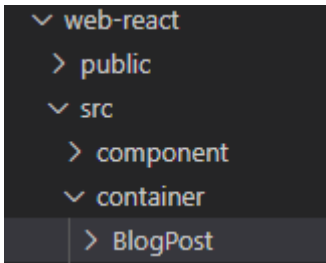 web-react
public
src
component
container
BlogPost